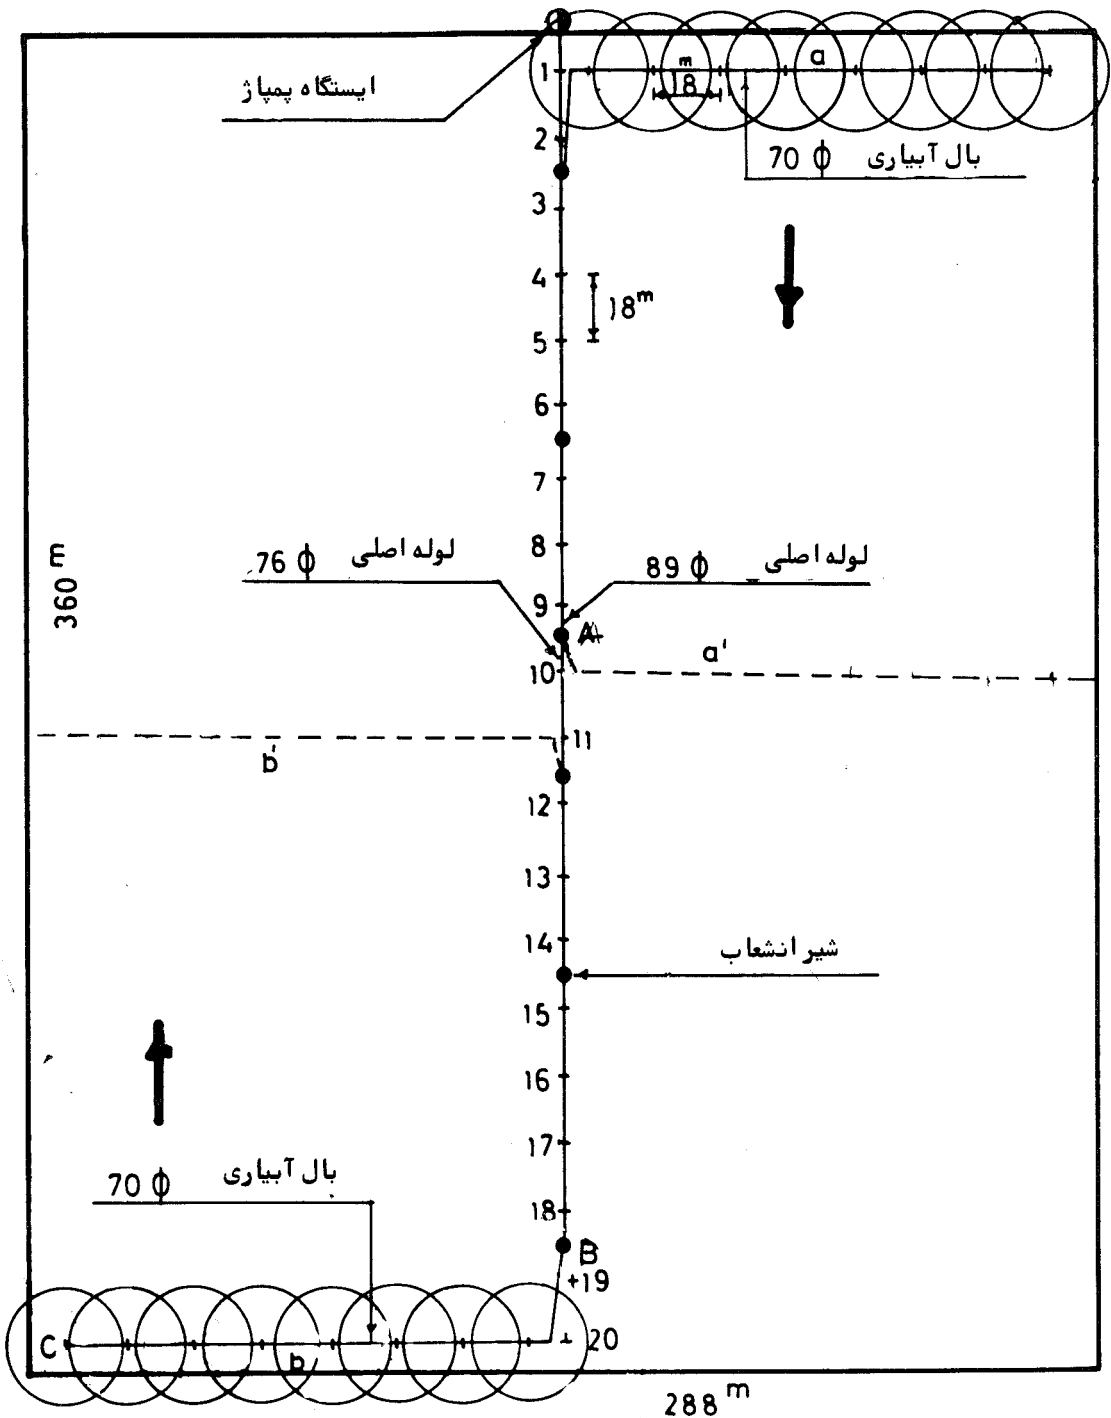 a
1
m
18
ایستگاه پمپاژ
2
70 ϕ بال آبیاری
3
4
18m
5
6
7
8
76 ϕ لوله اصلی
89 ϕ لوله اصلی
360 m
9
A
a'
10
11
b'
12
13
14
شیر انشعاب
15
16
17
70 ϕ بال آبیاری
18
B
+19
C
20
b
288 m